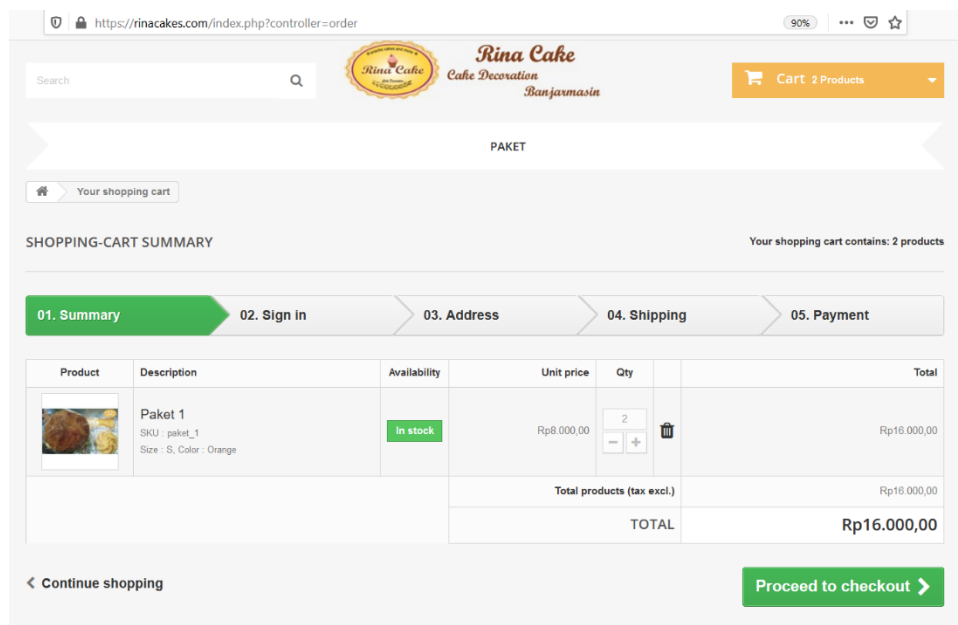 https://rinacakes.com/index.php?controller=order
90%
Search
Rina Cake
Rina Cake
Cake Decoration
Banjarmasin
Cart 2 Products
PAKET
Your shopping cart
SHOPPING-CART SUMMARY
Your shopping cart contains: 2 products
01. Summary
02. Sign in
03. Address
04. Shipping
05. Payment
Product Description Availability Unit price Qty Total
Paket 1
SKU : paket_1
Size : S, Color : Orange
In stock
Rp8.000,00
2
Rp16.000,00
Total products (tax excl.) Rp16.000,00
TOTAL Rp16.000,00
Continue shopping
Proceed to checkout